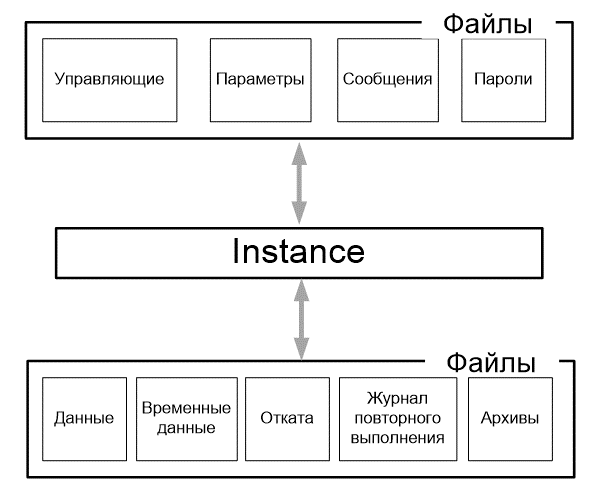 Файлы
Управляющие
Параметры
Сообщения
Пароли
Instance
Файлы
Данные
Временные
данные
Отката
Журнал
повторного
выполнения
Архивы